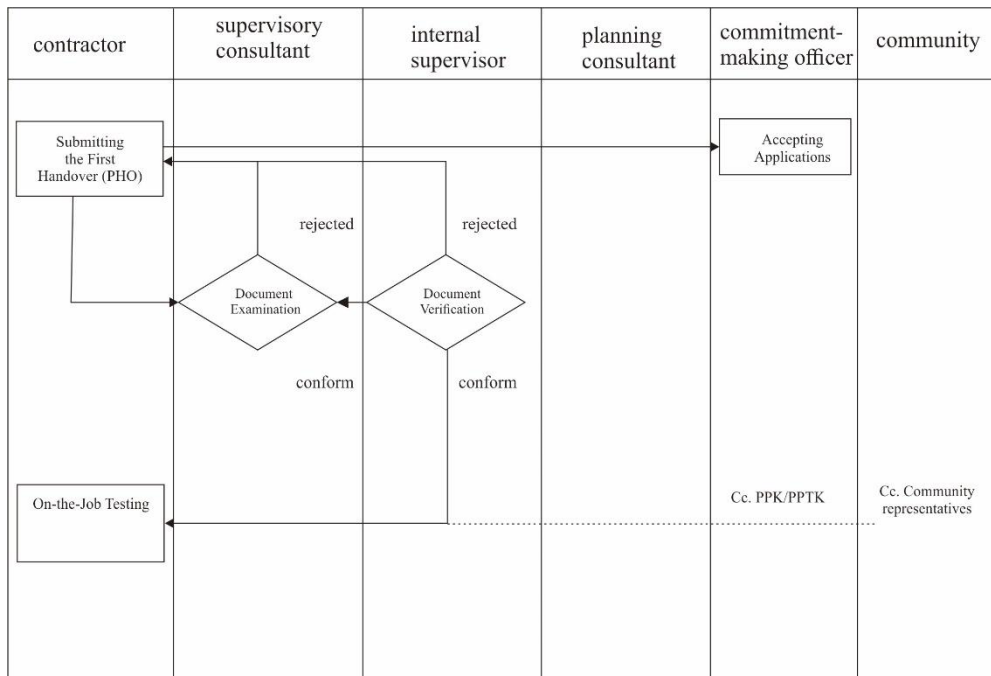 contractor
supervisory
consultant
internal
supervisor
planning
consultant
commitment-
making officer
community
Submitting
the First
Handover (PHO)
Accepting
Applications
rejected
rejected
Document
Examination
Document
Verification
conform
conform
On-the-Job Testing
Cc. PPK/PPTK
Cc. Community
representatives